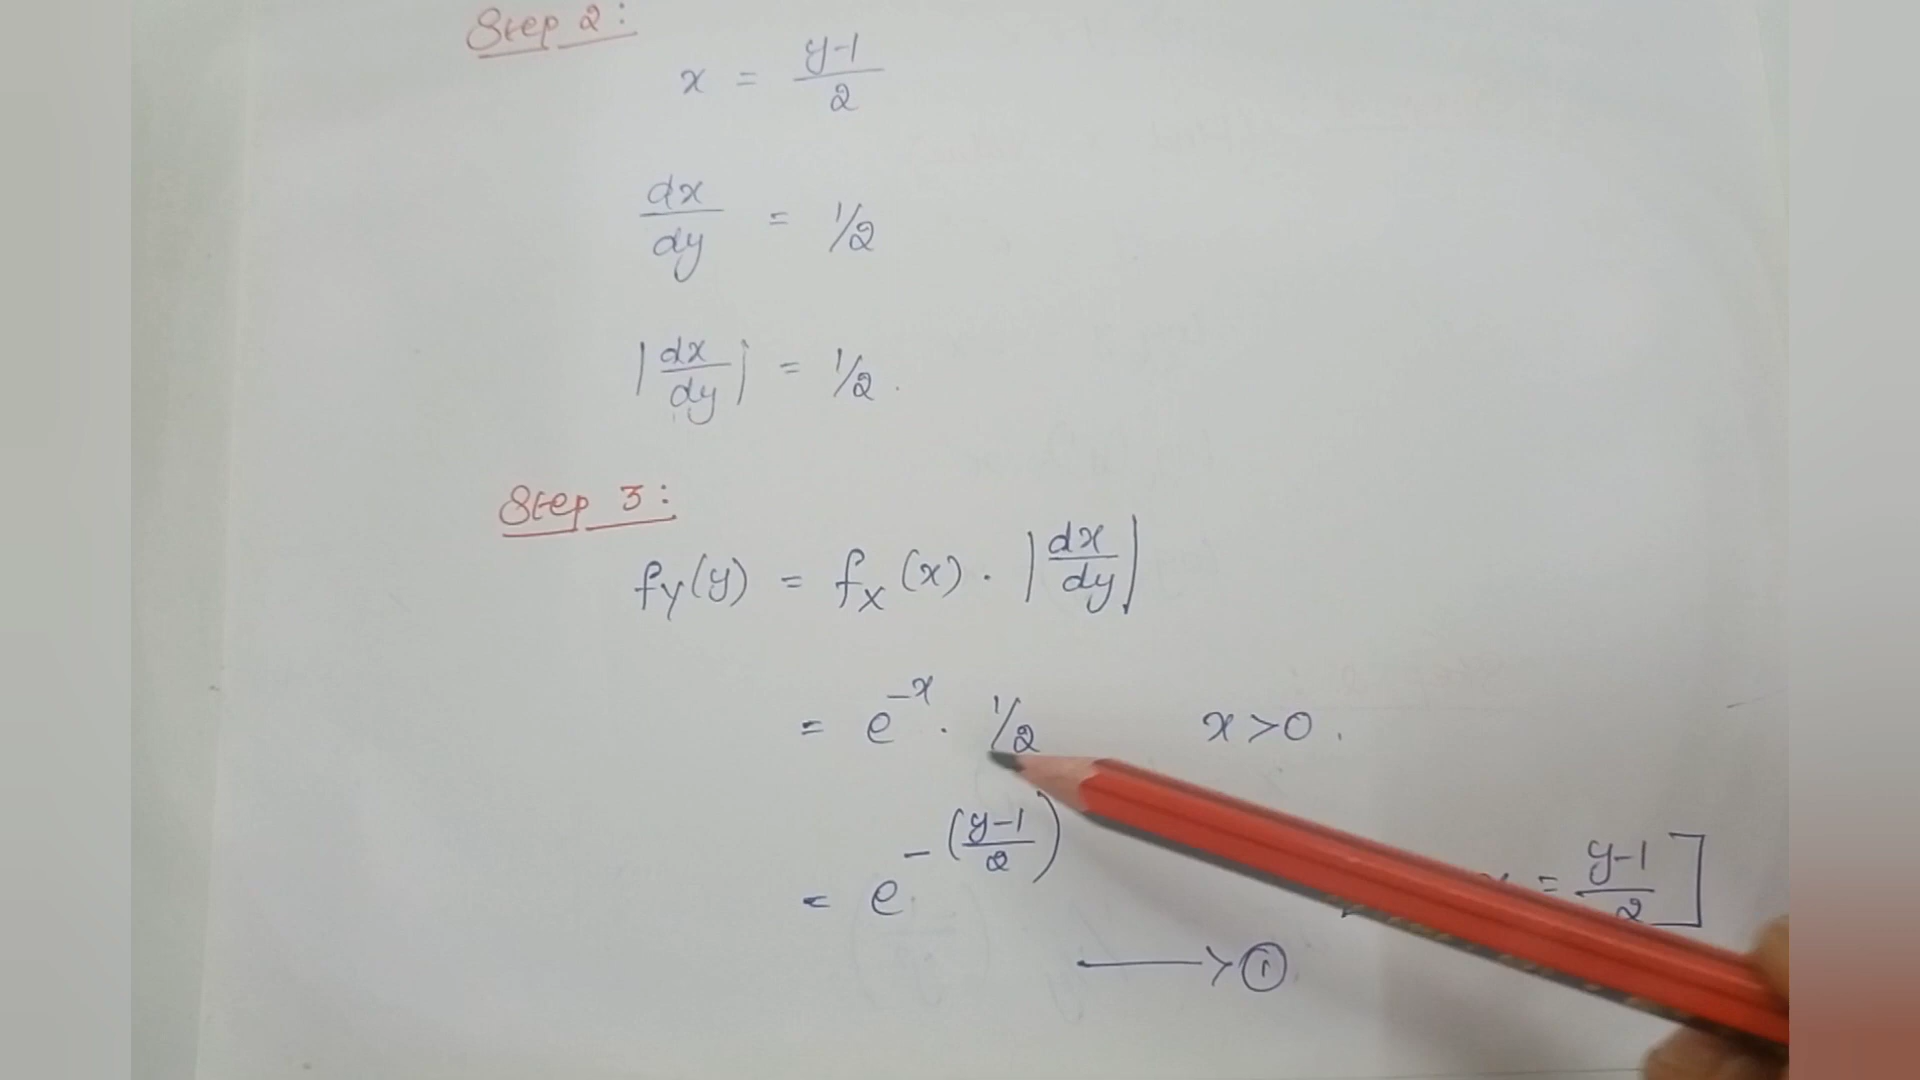 Step 2:
x = y-1/2
dx/dy = 1/2
|dx/dy| = 1/2.
Step 3:
fY(y) = fX(x) . |dx/dy|
= e^-x . 1/2 x>0.
= e^-(y-1/2) = y-1/2]
→ ①